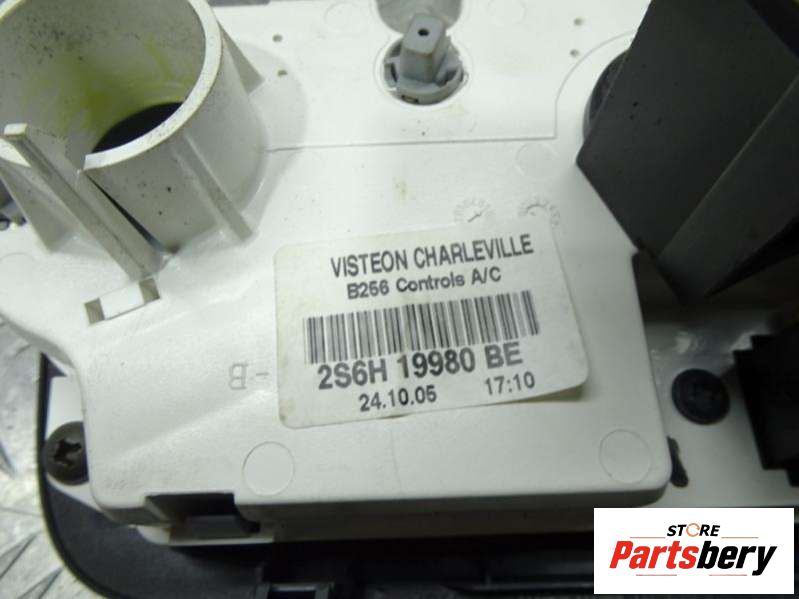 VISTEON CHARLEVILLE
B256 Controls A/C
2S6H 19980 BE
24.10.05 17:10
-B
STORE
Partsbery